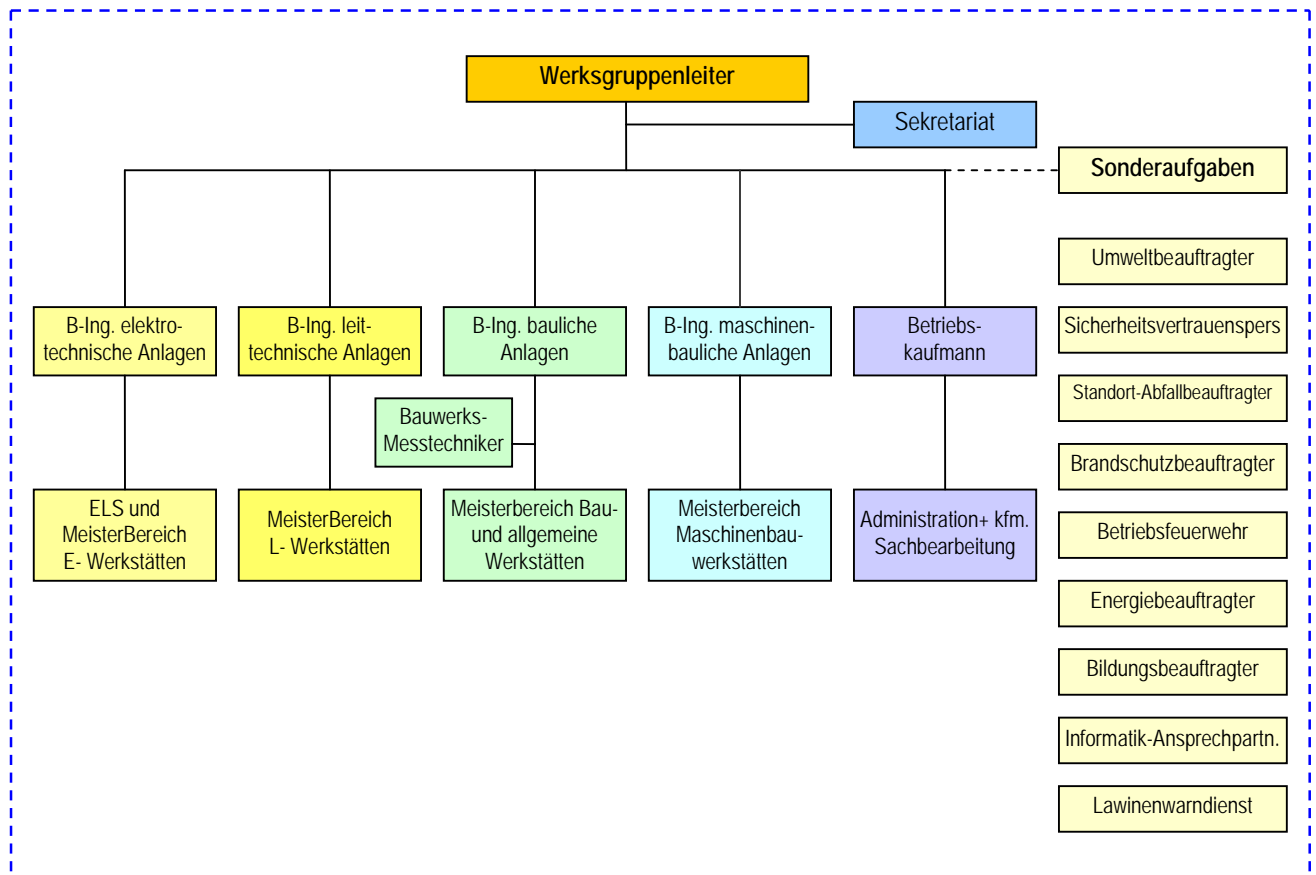 Werksgruppenleiter
Sekretariat
Sonderaufgaben
Umweltbeauftragter
B-Ing. elektro-
technische Anlagen
B-Ing. leit-
technische Anlagen
B-Ing. bauliche
Anlagen
B-Ing. maschinen-
bauliche Anlagen
Betriebs-
kaufmann
Sicherheitsvertrauenspers
Standort-Abfallbeauftragter
Bauwerks-
Messtechniker
Brandschutzbeauftragter
ELS und
MeisterBereich
E- Werkstätten
MeisterBereich
L- Werkstätten
Meisterbereich Bau-
und allgemeine
Werkstätten
Meisterbereich
Maschinenbau-
werkstätten
Administration+ kfm.
Sachbearbeitung
Betriebsfeuerwehr
Energiebeauftragter
Bildungsbeauftragter
Informatik-Ansprechpartn.
Lawinenwarndienst